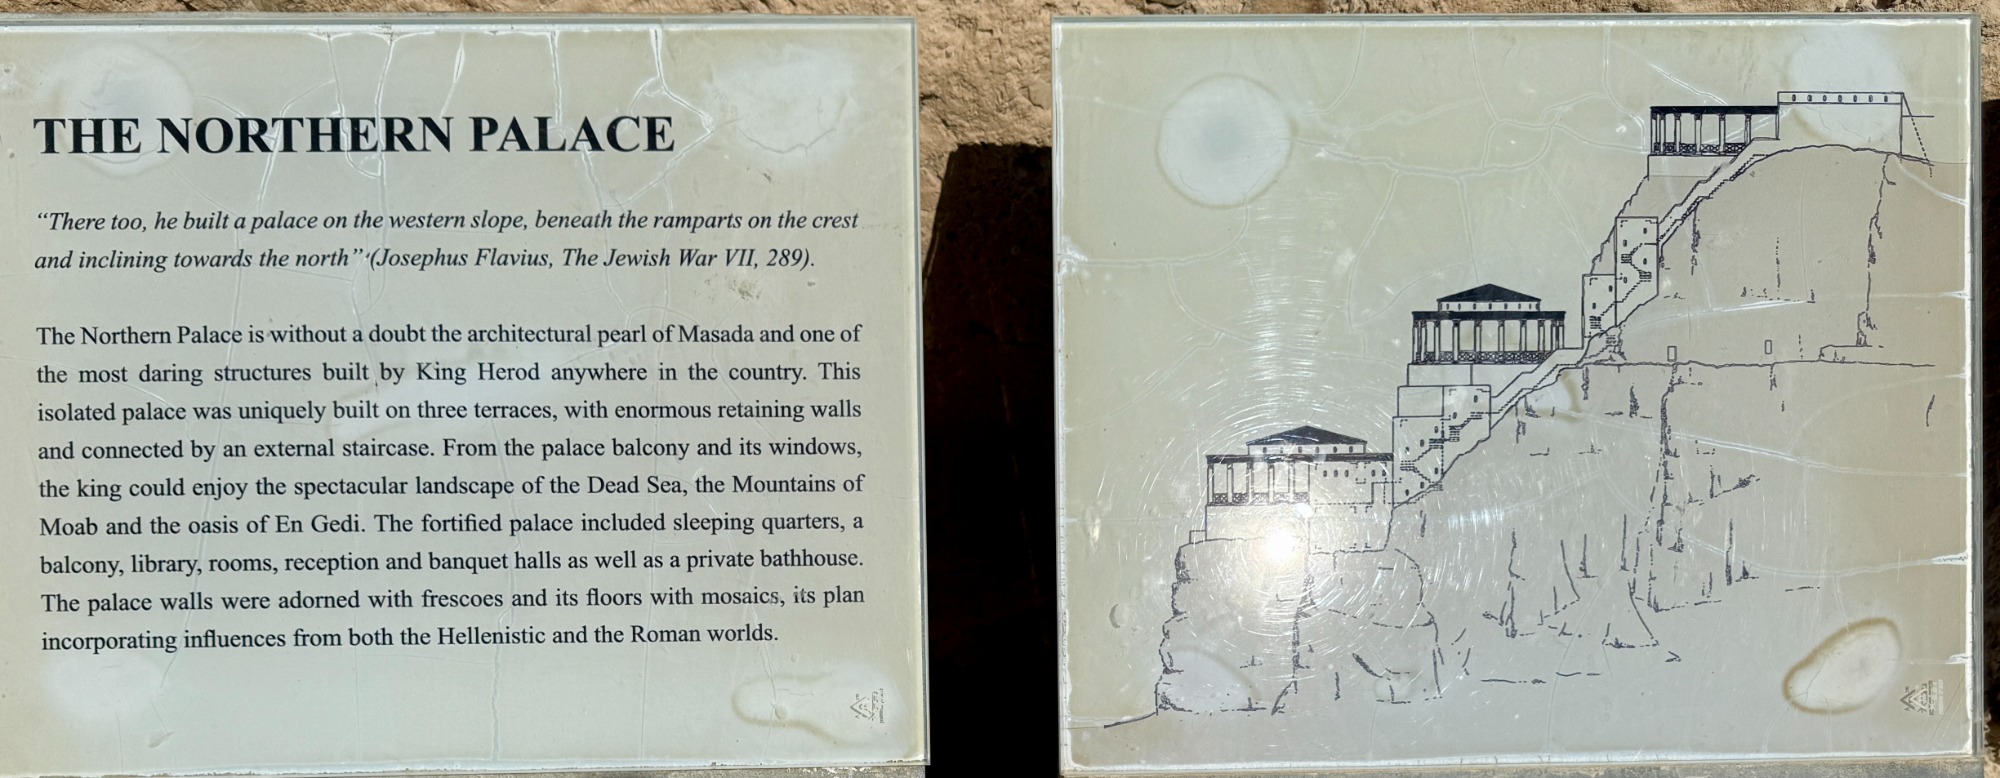 THE NORTHERN PALACE
“There too, he built a palace on the western slope, beneath the ramparts on the crest
and inclining towards the north” (Josephus Flavius, The Jewish War VII, 289).
The Northern Palace is without a doubt the architectural pearl of Masada and one of
the most daring structures built by King Herod anywhere in the country. This
isolated palace was uniquely built on three terraces, with enormous retaining walls
and connected by an external staircase. From the palace balcony and its windows,
the king could enjoy the spectacular landscape of the Dead Sea, the Mountains of
Moab and the oasis of En Gedi. The fortified palace included sleeping quarters, a
balcony, library, rooms, reception and banquet halls as well as a private bathhouse.
The palace walls were adorned with frescoes and its floors with mosaics, its plan
incorporating influences from both the Hellenistic and the Roman worlds.